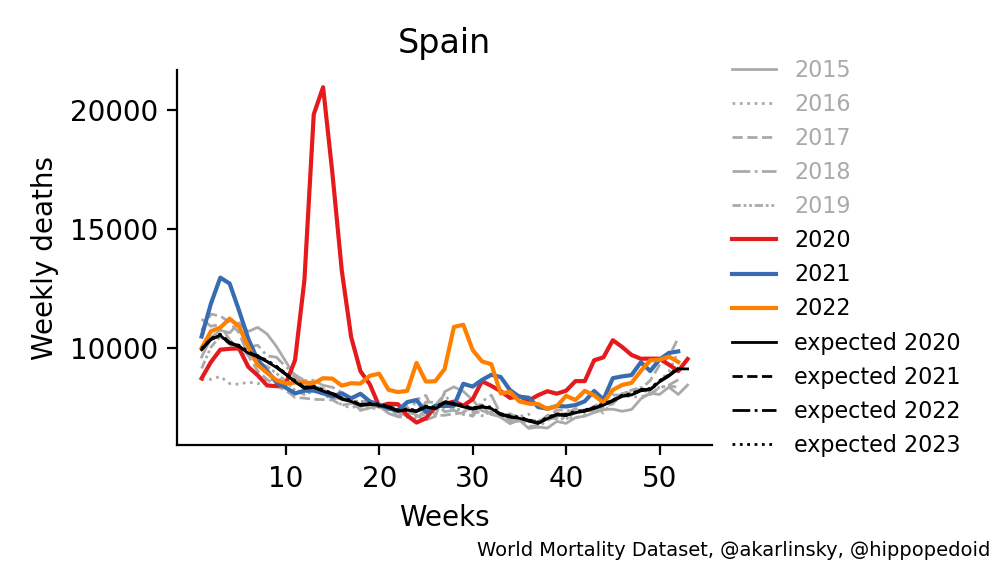 Spain
Weekly deaths
20000
15000
10000
10 20 30 40 50
Weeks
2015
2016
2017
2018
2019
2020
2021
2022
expected 2020
expected 2021
expected 2022
expected 2023
World Mortality Dataset, @akarlinsky, @hippopedoid